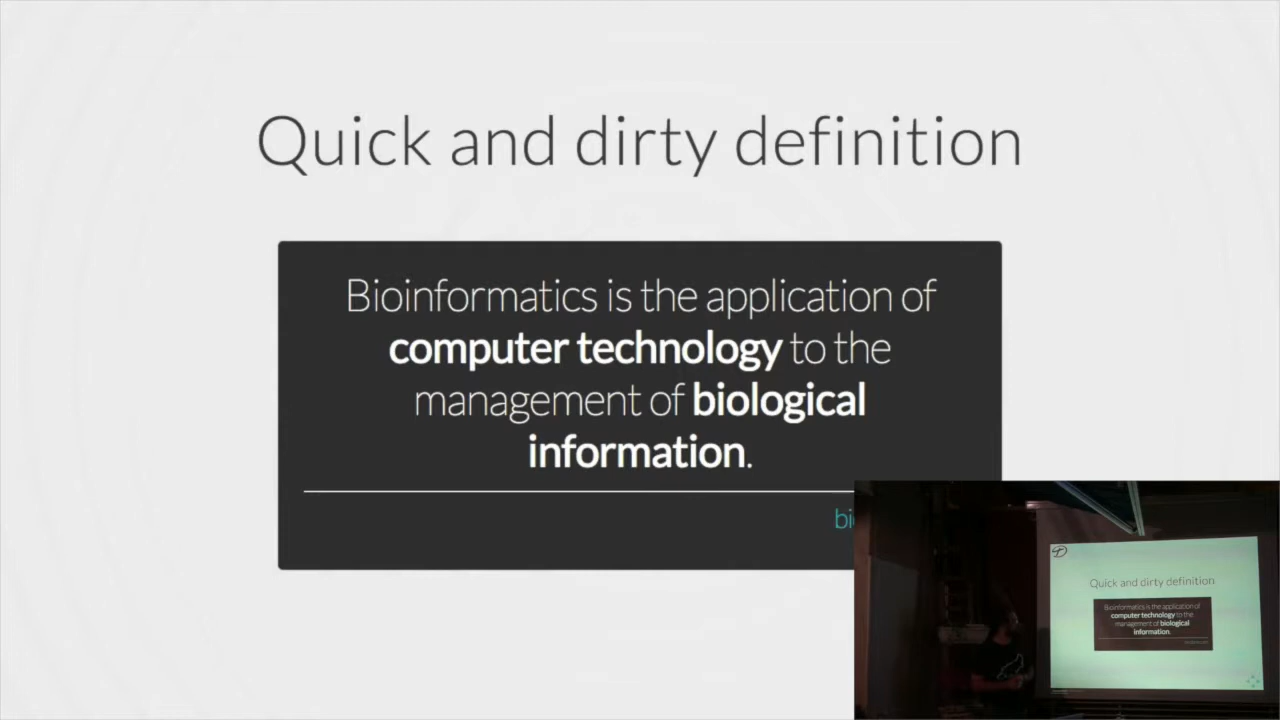 Quick and dirty definition
Bioinformatics is the application of
computer technology to the
management of biological
information.
Quick and dirty definition
Bioinformatics is the application of
computer technology to the
management of biological
information.